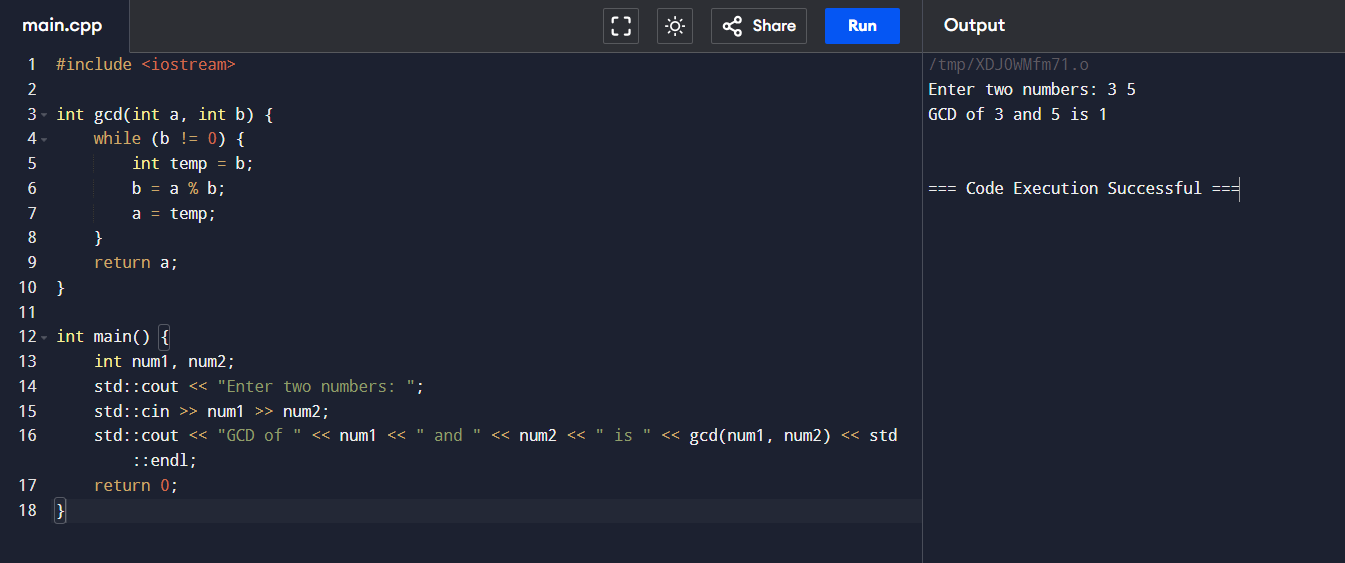 main.cpp
Share
Run
Output
1 #include <iostream>
2
3 int gcd(int a, int b) {
4     while (b != 0) {
5         int temp = b;
6         b = a % b;
7         a = temp;
8     }
9     return a;
10 }
11
12 int main() {
13     int num1, num2;
14     std::cout << "Enter two numbers: ";
15     std::cin >> num1 >> num2;
16     std::cout << "GCD of " << num1 << " and " << num2 << " is " << gcd(num1, num2) << std
        ::endl;
17     return 0;
18 }
/tmp/XDJ0WMfm71.o
Enter two numbers: 3 5
GCD of 3 and 5 is 1
=== Code Execution Successful ===